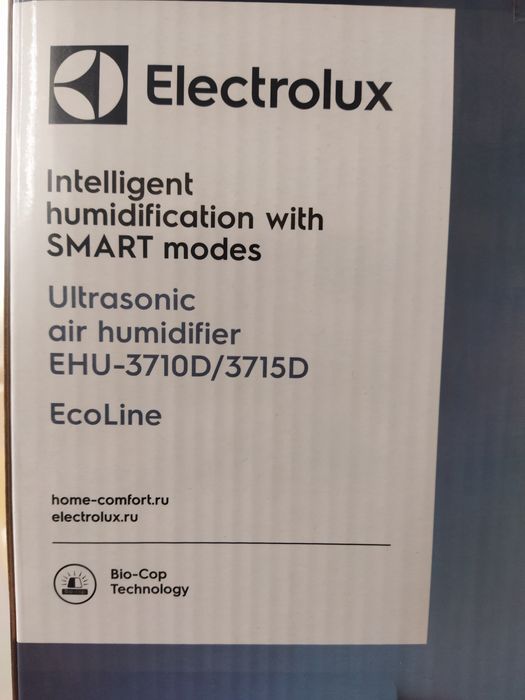 Electrolux
Intelligent
humidification with
SMART modes
Ultrasonic
air humidifier
EHU-3710D/3715D
EcoLine
home-comfort.ru
electrolux.ru
Bio-Cop
Technology